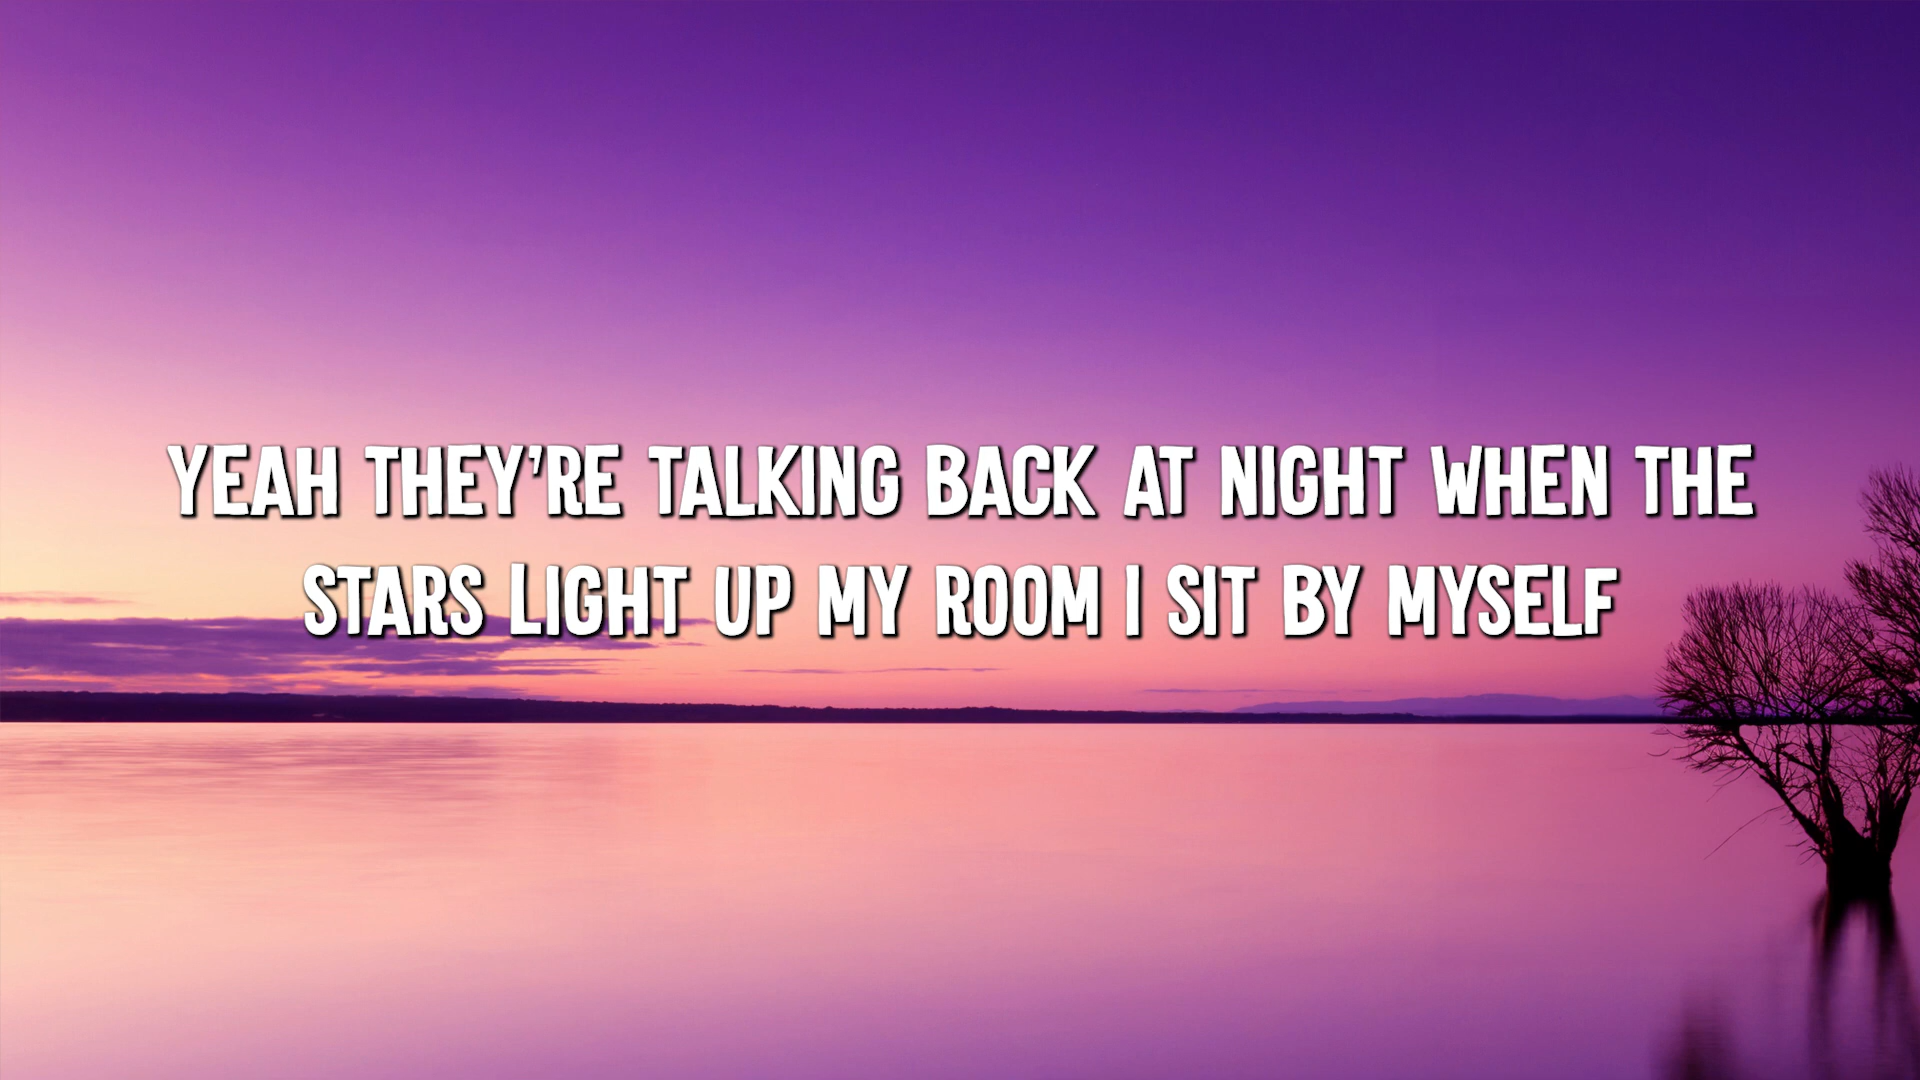 YEAH THEY'RE TALKING BACK AT NIGHT WHEN THE
STARS LIGHT UP MY ROOM I SIT BY MYSELF